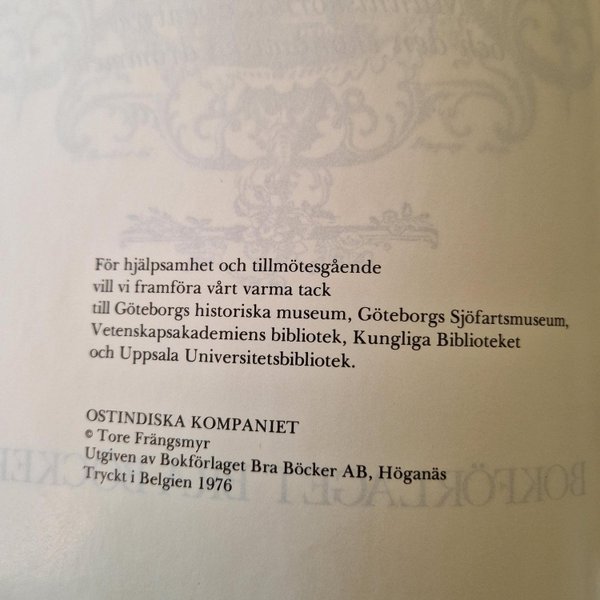 För hjälpsamhet och tillmötesgående
vill vi framföra vårt varma tack
till Göteborgs historiska museum, Göteborgs Sjöfartsmuseum,
Vetenskapsakademiens bibliotek, Kungliga Biblioteket
och Uppsala Universitetsbibliotek.
OSTINDISKA KOMPANIET
© Tore Frängsmyr
Utgiven av Bokförlaget Bra Böcker AB, Höganäs
Tryckt i Belgien 1976